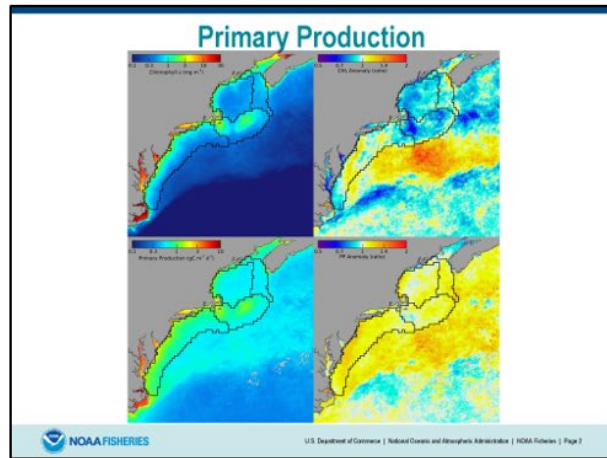 Primary Production
Chlorophyll a (mg m⁻³)
CHL Anomaly (ratio)
Primary Production (gC m⁻² d⁻¹)
PP Anomaly (ratio)
NOAA FISHERIES
U.S. Department of Commerce | National Oceanic and Atmospheric Administration | NOAA Fisheries | Page 2